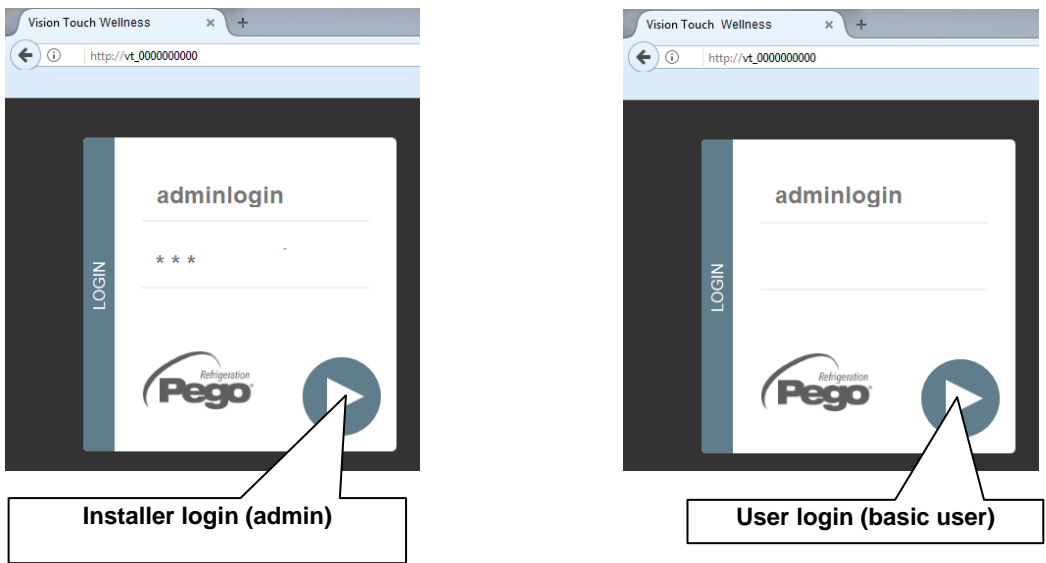 Vision Touch Wellness × +
http://vt_0000000000
adminlogin
* * *
LOGIN
Refrigeration
Pego
Installer login (admin)
Vision Touch Wellness × +
http://vt_0000000000
adminlogin
LOGIN
Refrigeration
Pego
User login (basic user)